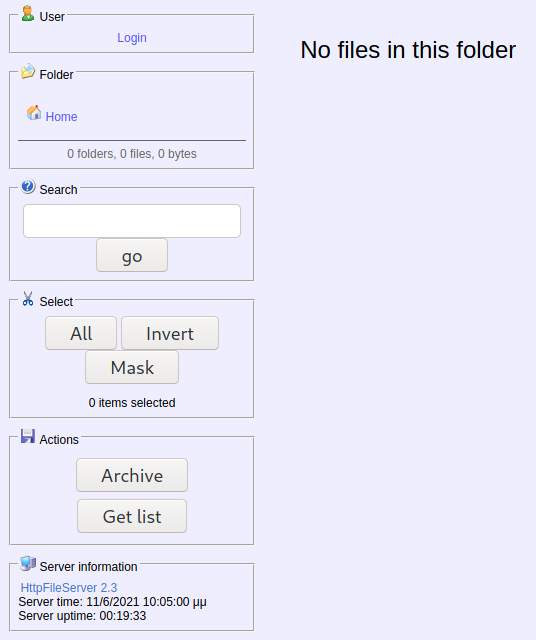 User
Login
No files in this folder
Folder
Home
0 folders, 0 files, 0 bytes
Search
go
Select
All
Invert
Mask
0 items selected
Actions
Archive
Get list
Server information
HttpFileServer 2.3
Server time: 11/6/2021 10:05:00 μμ
Server uptime: 00:19:33